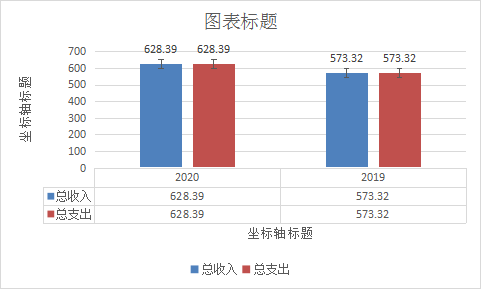 图表标题
628.39 628.39
573.32 573.32
700
600
500
400
300
200
100
0
坐标轴标题
2020 2019
总收入 628.39 573.32
总支出 628.39 573.32
坐标轴标题
总收入 总支出